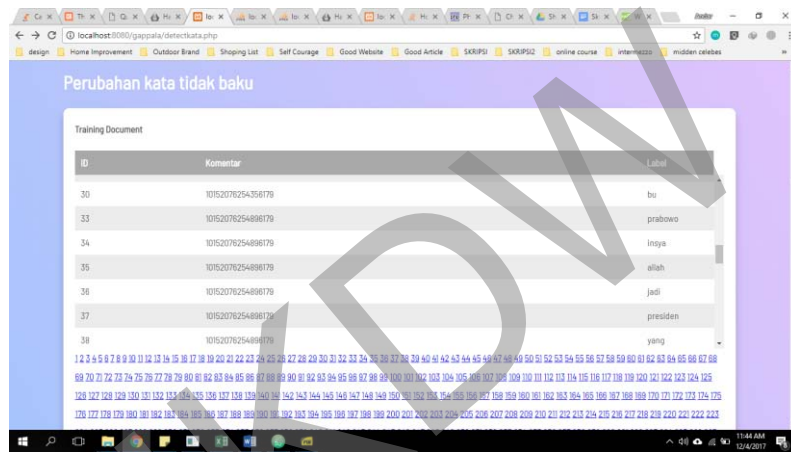 localhost:8080/gappala/detectkata.php
design Home Improvement Outdoor Brand Shoping List Self Courage Good Website Good Article SKRIPSI SKRIPSI2 online course intermezzo midden celebes
Perubahan kata tidak baku
Training Document
ID Komentar Label
30 10152076254356179 bu
33 10152076254896179 prabowo
34 10152076254896179 insya
35 10152076254896179 allah
36 10152076254896179 jadi
37 10152076254896179 presiden
38 10152076254896179 yang
1 2 3 4 5 6 7 8 9 10 11 12 13 14 15 16 17 18 19 20 21 22 23 24 25 26 27 28 29 30 31 32 33 34 35 36 37 38 39 40 41 42 43 44 45 46 47 48 49 50 51 52 53 54 55 56 57 58 59 60 61 62 63 64 65 66 67 68
69 70 71 72 73 74 75 76 77 78 79 80 81 82 83 84 85 86 87 88 89 90 91 92 93 94 95 96 97 98 99 100 101 102 103 104 105 106 107 108 109 110 111 112 113 114 115 116 117 118 119 120 121 122 123 124 125
126 127 128 129 130 131 132 133 134 135 136 137 138 139 140 141 142 143 144 145 146 147 148 149 150 151 152 153 154 155 156 157 158 159 160 161 162 163 164 165 166 167 168 169 170 171 172 173 174 175
176 177 178 179 180 181 182 183 184 185 186 187 188 189 190 191 192 193 194 195 196 197 198 199 200 201 202 203 204 205 206 207 208 209 210 211 212 213 214 215 216 217 218 219 220 221 222 223
11:44 AM
12/4/2017